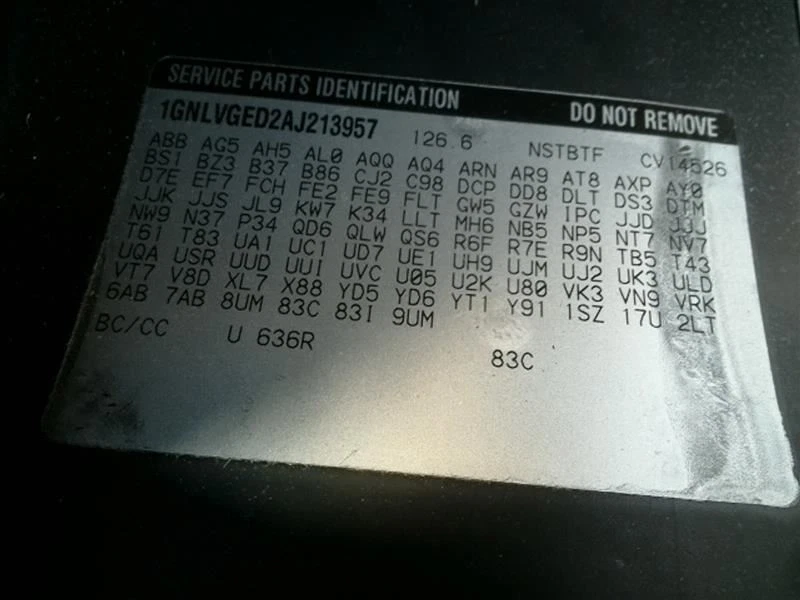 SERVICE PARTS IDENTIFICATION DO NOT REMOVE
1GNLVGED2AJ213957 126.6 NSTBTF CV14526
ABB AG5 AH5 AL0 AQQ AQ4 ARN AR9 AT8 AXP AY0
BS1 BZ3 B37 B86 CJ2 C98 DCP DD8 DLT DS3 DTM
D7E EF7 FCH FE2 FE9 FLT GW5 GZW IPC JJD JJJ
JJK JJS JL9 KW7 K34 LLT MH6 NB5 NP5 NT7 NV7
NW9 N37 P34 QD6 QLW QS6 R6F R7E R9N TB5 T43
T61 T83 UA1 UC1 UD7 UE1 UH9 UJM UJ2 UK3 ULD
UQA USR UUD UUI UVC U05 U2K U80 VK3 VN9 VRK
VT7 V8D XL7 X88 YD5 YD6 YT1 Y91 1SZ 17U 2LT
6AB 7AB 8UM 83C 83I 9UM
BC/CC U 636R 83C